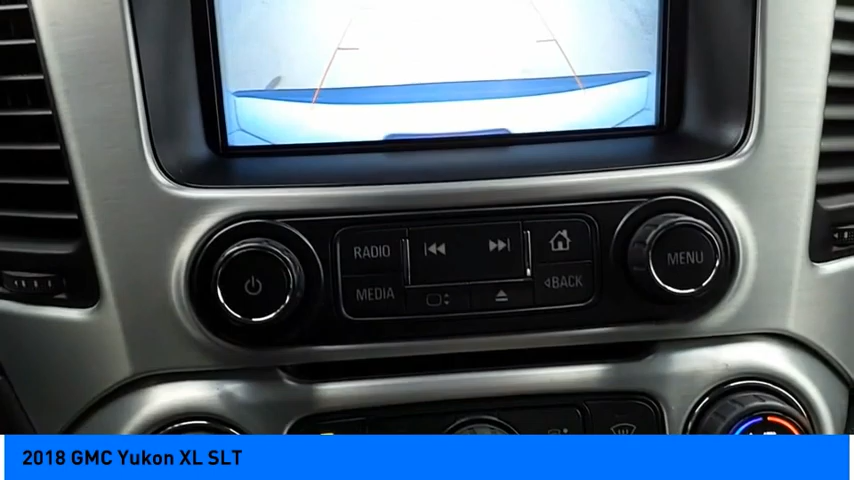 RADIO
MENU
MEDIA
BACK
2018 GMC Yukon XL SLT